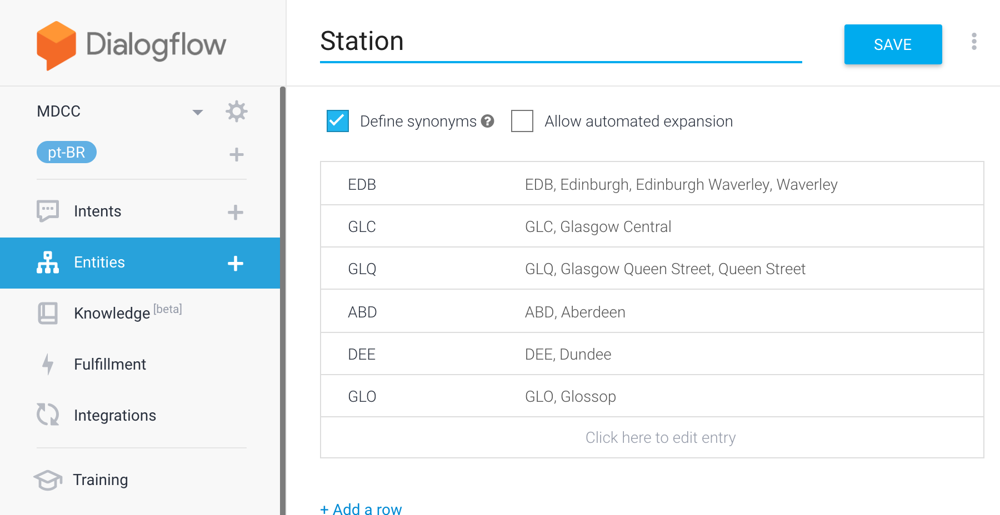 Dialogflow
MDCC
pt-BR
Intents
Entities
Knowledge [beta]
Fulfillment
Integrations
Training
Station
SAVE
Define synonyms ? Allow automated expansion
EDB EDB, Edinburgh, Edinburgh Waverley, Waverley
GLC GLC, Glasgow Central
GLQ GLQ, Glasgow Queen Street, Queen Street
ABD ABD, Aberdeen
DEE DEE, Dundee
GLO GLO, Glossop
Click here to edit entry
+ Add a row